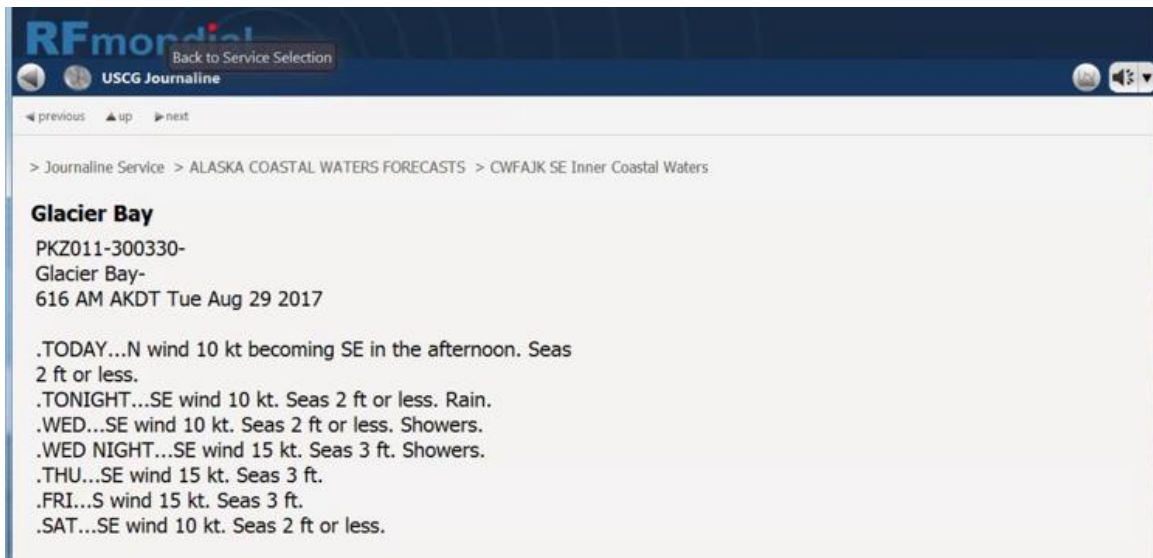 RFmondial
Back to Service Selection
USCG Journaline
previous up next
> Journaline Service > ALASKA COASTAL WATERS FORECASTS > CWFAJK SE Inner Coastal Waters
Glacier Bay
PKZ011-300330-
Glacier Bay-
616 AM AKDT Tue Aug 29 2017
.TODAY...N wind 10 kt becoming SE in the afternoon. Seas
2 ft or less.
.TONIGHT...SE wind 10 kt. Seas 2 ft or less. Rain.
.WED...SE wind 10 kt. Seas 2 ft or less. Showers.
.WED NIGHT...SE wind 15 kt. Seas 3 ft. Showers.
.THU...SE wind 15 kt. Seas 3 ft.
.FRI...S wind 15 kt. Seas 3 ft.
.SAT...SE wind 10 kt. Seas 2 ft or less.